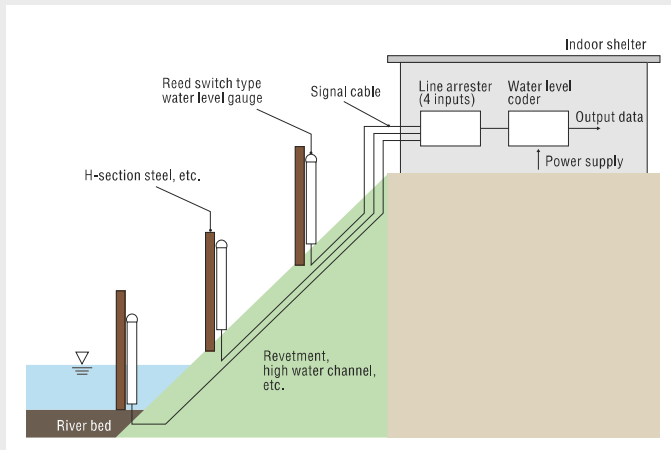 Indoor shelter
Reed switch type
water level gauge
Signal cable
Line arrester
(4 inputs)
Water level
coder
Output data
Power supply
H-section steel, etc.
Revetment,
high water channel,
etc.
River bed